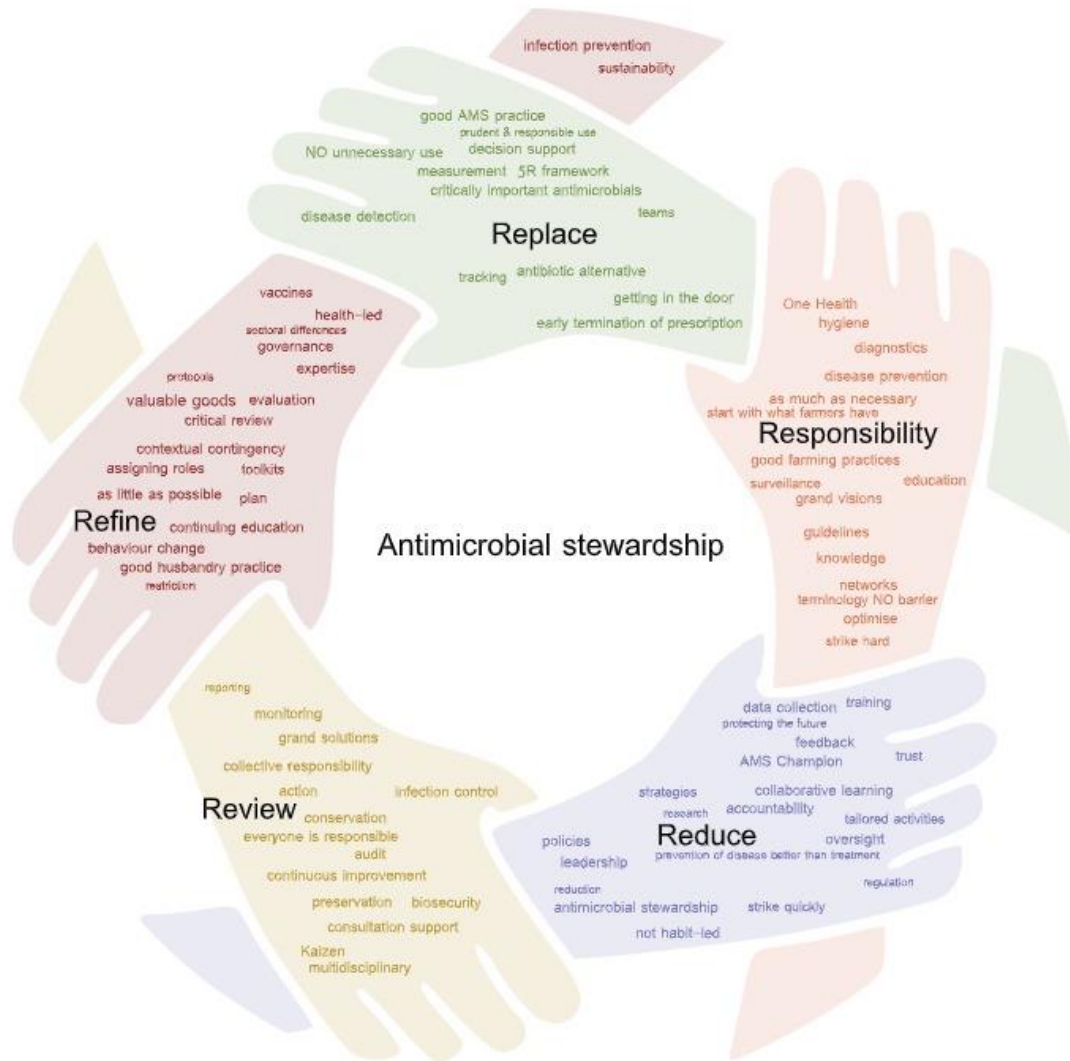 infection prevention
sustainability
good AMS practice
prudent & responsible use
NO unnecessary use
decision support
measurement
5R framework
critically important antimicrobials
disease detection
teams
Replace
tracking
antibiotic alternative
getting in the door
early termination of prescription
vaccines
health-led
sectoral differences
governance
expertise
protocols
valuable goods
evaluation
critical review
contextual contingency
assigning roles
toolkits
as little as possible
plan
Refine
continuing education
behaviour change
good husbandry practice
restriction
Antimicrobial stewardship
One Health
hygiene
diagnostics
disease prevention
as much as necessary
start with what farmers have
Responsibility
good farming practices
surveillance
education
grand visions
guidelines
knowledge
networks
terminology NO barrier
optimise
strike hard
reporting
monitoring
grand solutions
collective responsibility
action
infection control
Review
conservation
everyone is responsible
audit
continuous improvement
preservation
biosecurity
consultation support
Kaizen
multidisciplinary
data collection
training
protecting the future
feedback
AMS Champion
trust
strategies
collaborative learning
research
accountability
tailored activities
policies
Reduce
oversight
leadership
prevention of disease better than treatment
reduction
regulation
antimicrobial stewardship
strike quickly
not habit-led